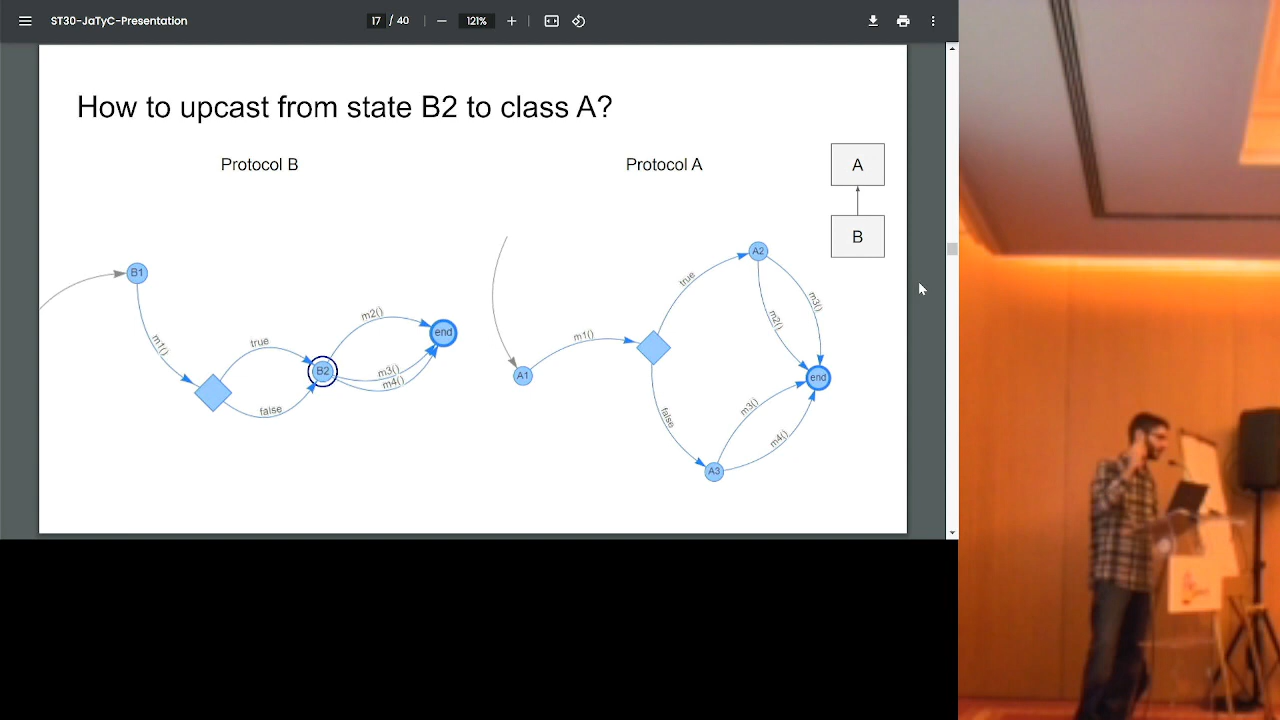 ST30-JaTyC-Presentation
17 / 40
121%
How to upcast from state B2 to class A?
Protocol B
Protocol A
A
B
B1
m1()
true
false
B2
m2()
m3()
m4()
end
A1
m1()
true
false
A2
m2()
m3()
A3
m3()
m4()
end